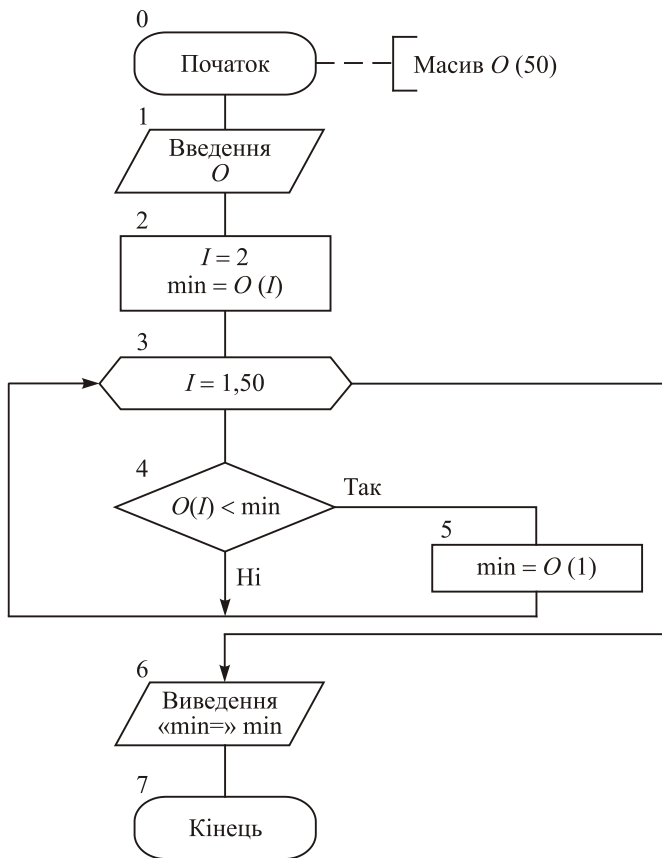 0
Початок
Масив O (50)
1
Введення
O
2
I = 2
min = O (I)
3
I = 1,50
4
O(I) < min
Так
5
min = O (1)
Ні
6
Виведення
«min=» min
7
Кінець